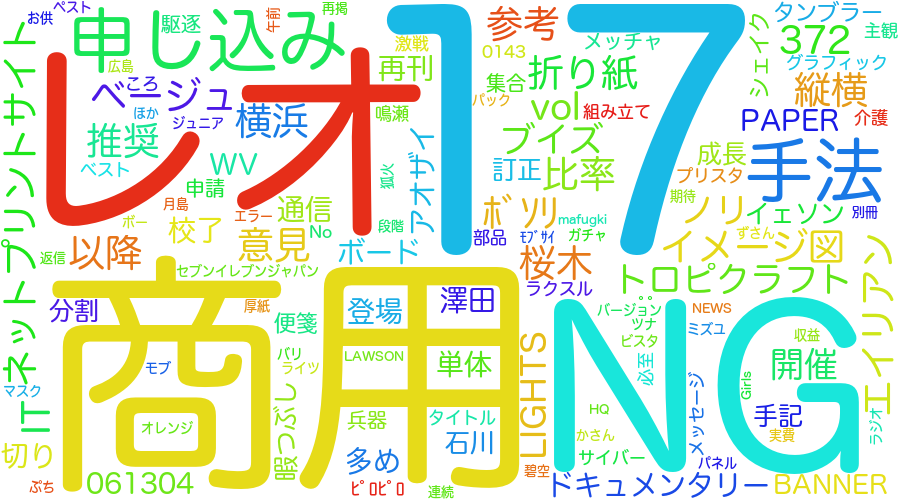 お供
ペスト
駆逐
申し込み
午前
再掲
激戦
参考
0143
メッチャ
372
タンブラー
主観
グラフィック
シェイク
縦横
広島
ころ
ベージュ
ほか
ジュニア
レオ
17
再刊
集合
折り紙
vol
組み立て
パック
鳴瀬
PAPER
介護
推奨
横浜
ブイズ
手法
ベスト
WV
アオザイ
狐火
訂正
比率
成長
プリスタ
申請
月島
エラー
通信
No
段階
ボソリ
mafugki
期待
ノリ
イェソン
別冊
ポー
校了
意見
ボード
部品
モブサイ
ガチャ
ずさん
イメージ図
以降
返信
セブンイレブンジャパン
桜木
ラクスル
トロピクラフト
ネットプリントサイト
商用
NG
厚紙
分割
便箋
登場
澤田
バージョン
NEWS
ツナ
ミズユ
ビスタ
収益
エイリアン
モブ
バリ
ライツ
LAWSON
単体
LIGHTS
必至
開催
マスク
IT
暇つぶし
兵器
タイトル
HQ
メッセージ
Girls
手記
オレンジ
石川
かさん
実費
ラジオ
切り
多め
碧空
サイバー
パネル
ぷち
061304
ピロピロ
連続
ドキュメンタリー
BANNER